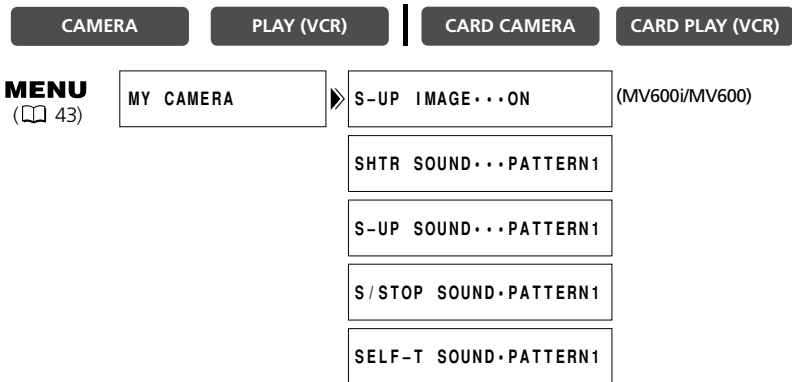 CAMERA PLAY (VCR) CARD CAMERA CARD PLAY (VCR)
MENU MY CAMERA S–UP IMAGE•••ON (MV600i/MV600)
(43)
SHTR SOUND•••PATTERN1
S–UP SOUND•••PATTERN1
S/STOP SOUND•PATTERN1
SELF–T SOUND•PATTERN1